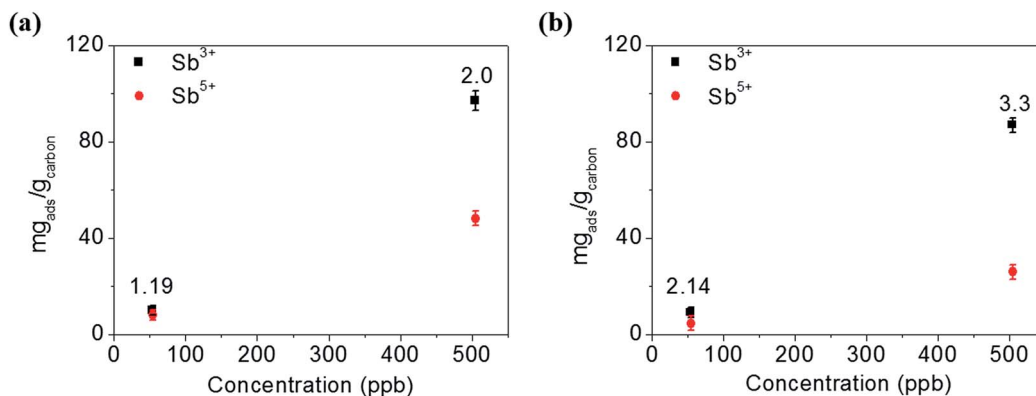 (a)
Sb3+
Sb5+
2.0
1.19
120
80
40
0
mgads/gcarbon
0 100 200 300 400 500
Concentration (ppb)
(b)
Sb3+
Sb5+
3.3
2.14
120
80
40
0
mgads/gcarbon
0 100 200 300 400 500
Concentration (ppb)